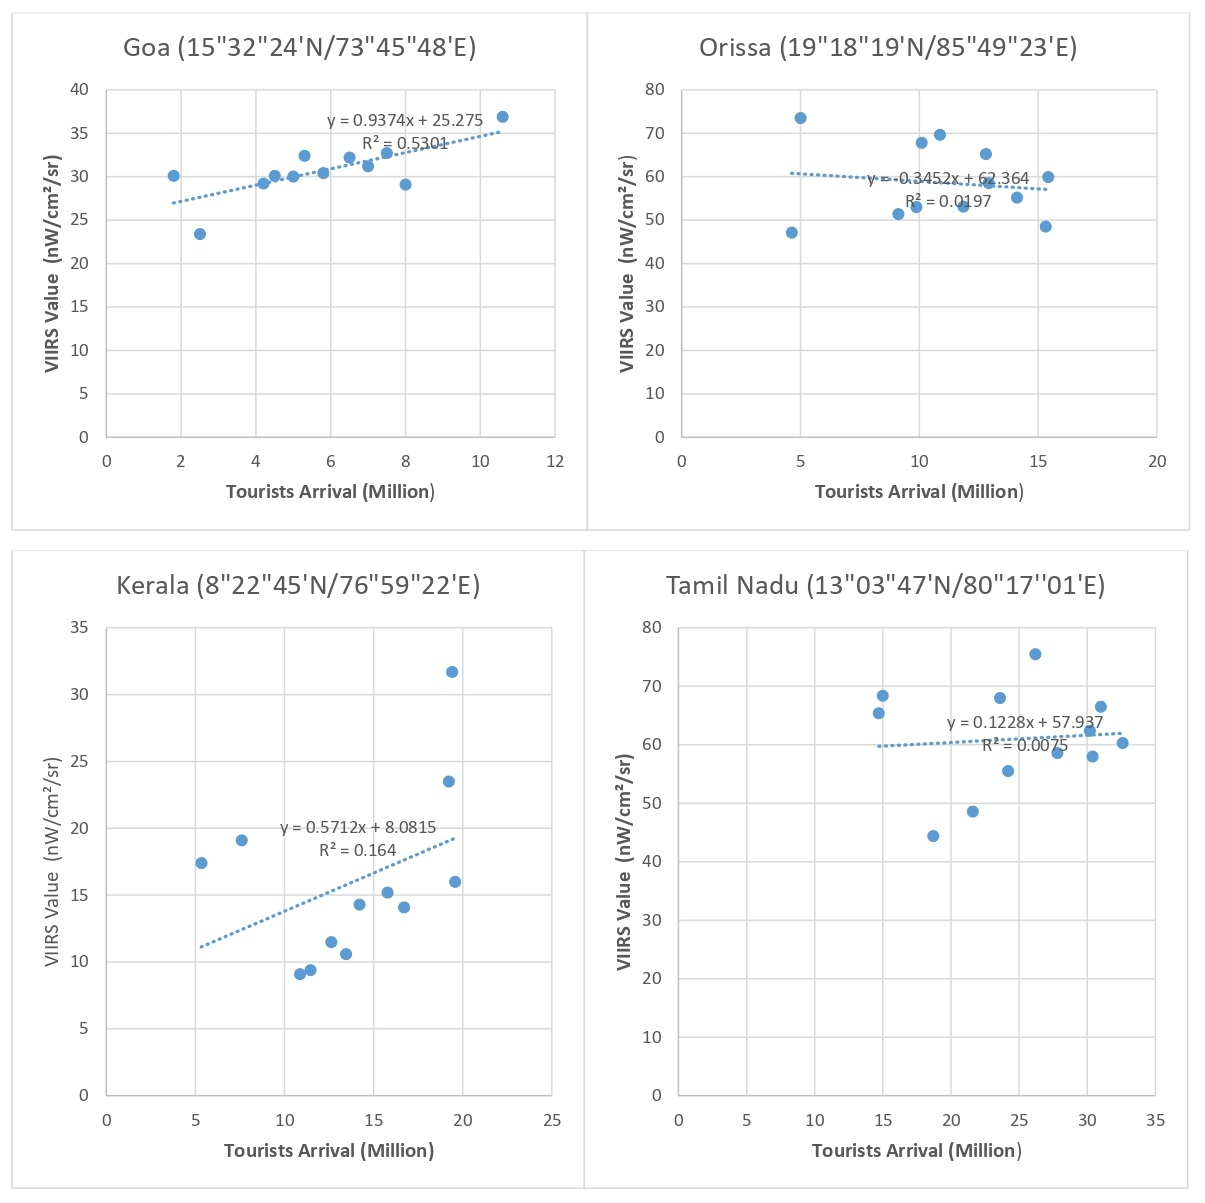 Goa (15"32"24'N/73"45"48'E)
40
35
30
25
20
15
10
5
0
y = 0.9374x + 25.275
R² = 0.5301
VIIRS Value (nW/cm²/sr)
0 2 4 6 8 10 12
Tourists Arrival (Million)
Orissa (19"18"19'N/85"49"23'E)
80
70
60
50
40
30
20
10
0
y = -0.3452x + 62.364
R² = 0.0197
VIIRS Value (nW/cm²/sr)
0 5 10 15 20
Tourists Arrival (Million)
Kerala (8"22"45'N/76"59"22'E)
35
30
25
20
15
10
5
0
y = 0.5712x + 8.0815
R² = 0.164
VIIRS Value (nW/cm²/sr)
0 5 10 15 20 25
Tourists Arrival (Million)
Tamil Nadu (13"03"47'N/80"17''01'E)
80
70
60
50
40
30
20
10
0
y = 0.1228x + 57.937
R² = 0.0075
VIIRS Value (nW/cm²/sr)
0 5 10 15 20 25 30 35
Tourists Arrival (Million)